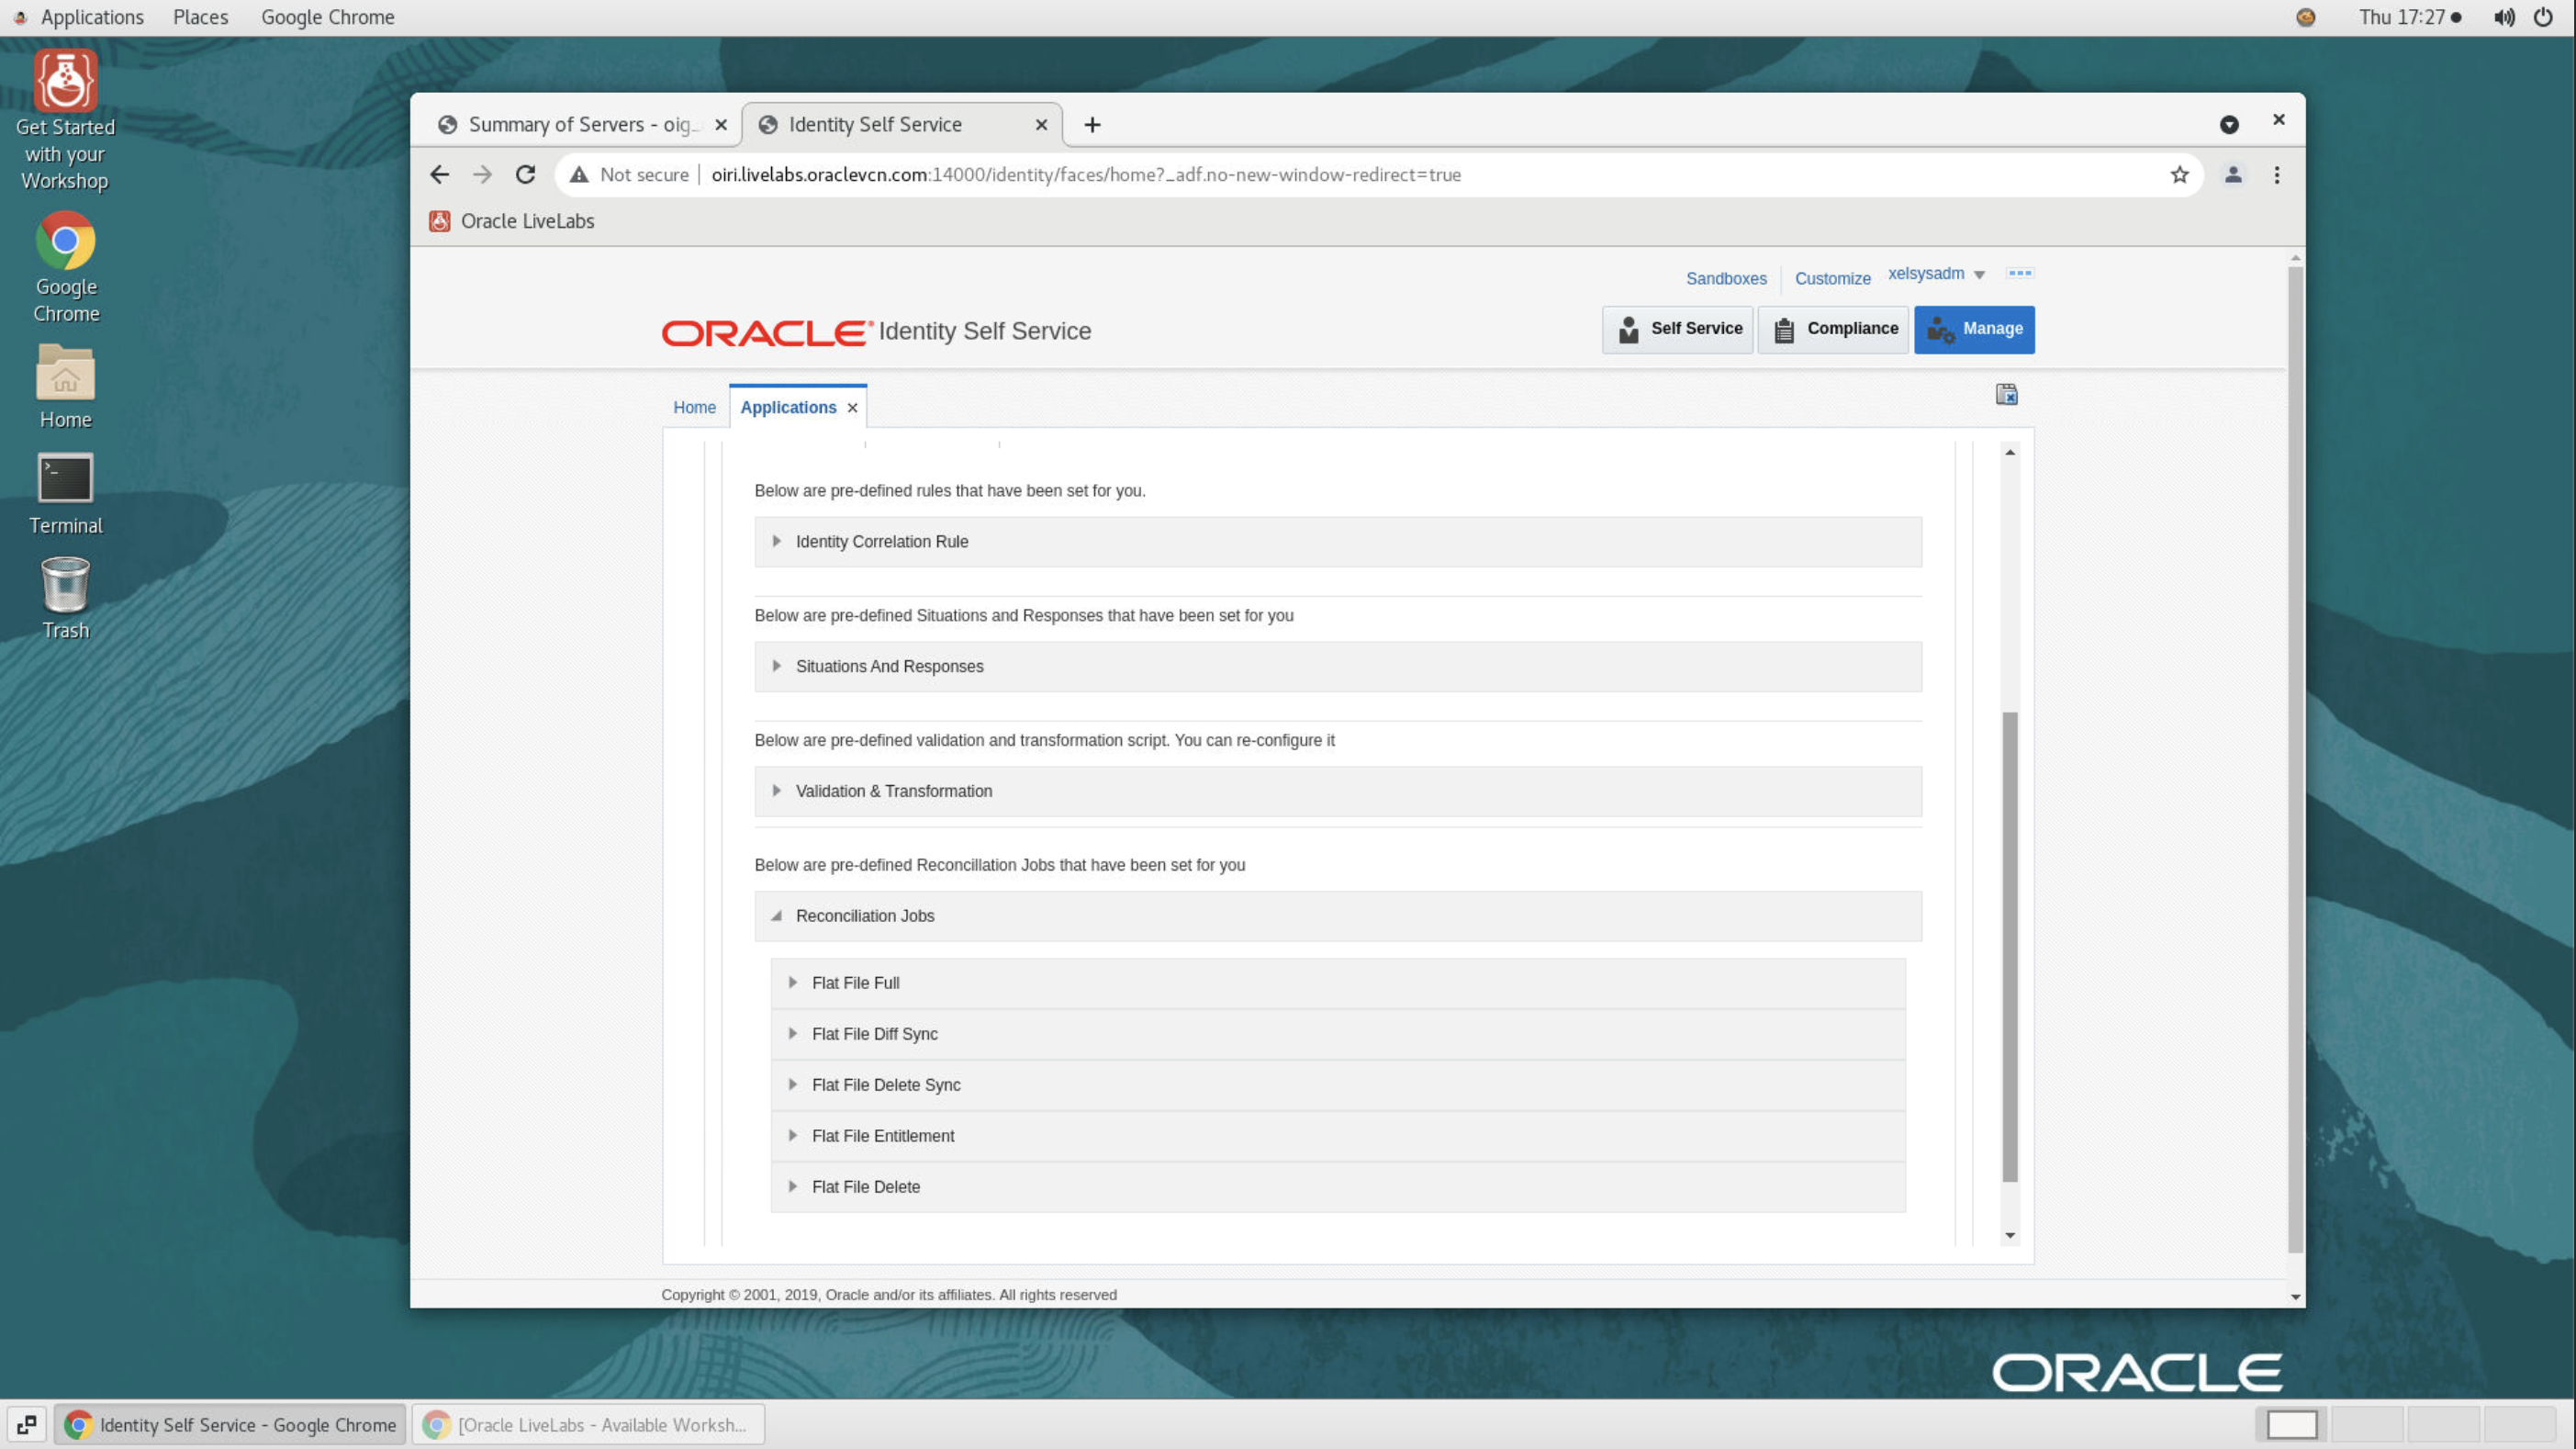 Applications Places Google Chrome Thu 17:27
Get Started
with your
Workshop
Google
Chrome
Home
Terminal
Trash
Summary of Servers - oig_ Identity Self Service
Not secure oiri.livelabs.oraclevcn.com:14000/identity/faces/home?_adf.no-new-window-redirect=true
Oracle LiveLabs
Sandboxes Customize xelsysadm
ORACLE Identity Self Service Self Service Compliance Manage
Home Applications
Below are pre-defined rules that have been set for you.
Identity Correlation Rule
Below are pre-defined Situations and Responses that have been set for you
Situations And Responses
Below are pre-defined validation and transformation script. You can re-configure it
Validation & Transformation
Below are pre-defined Reconcillation Jobs that have been set for you
Reconciliation Jobs
Flat File Full
Flat File Diff Sync
Flat File Delete Sync
Flat File Entitlement
Flat File Delete
Copyright © 2001, 2019, Oracle and/or its affiliates. All rights reserved
ORACLE
Identity Self Service - Google Chrome [Oracle LiveLabs - Available Worksh...